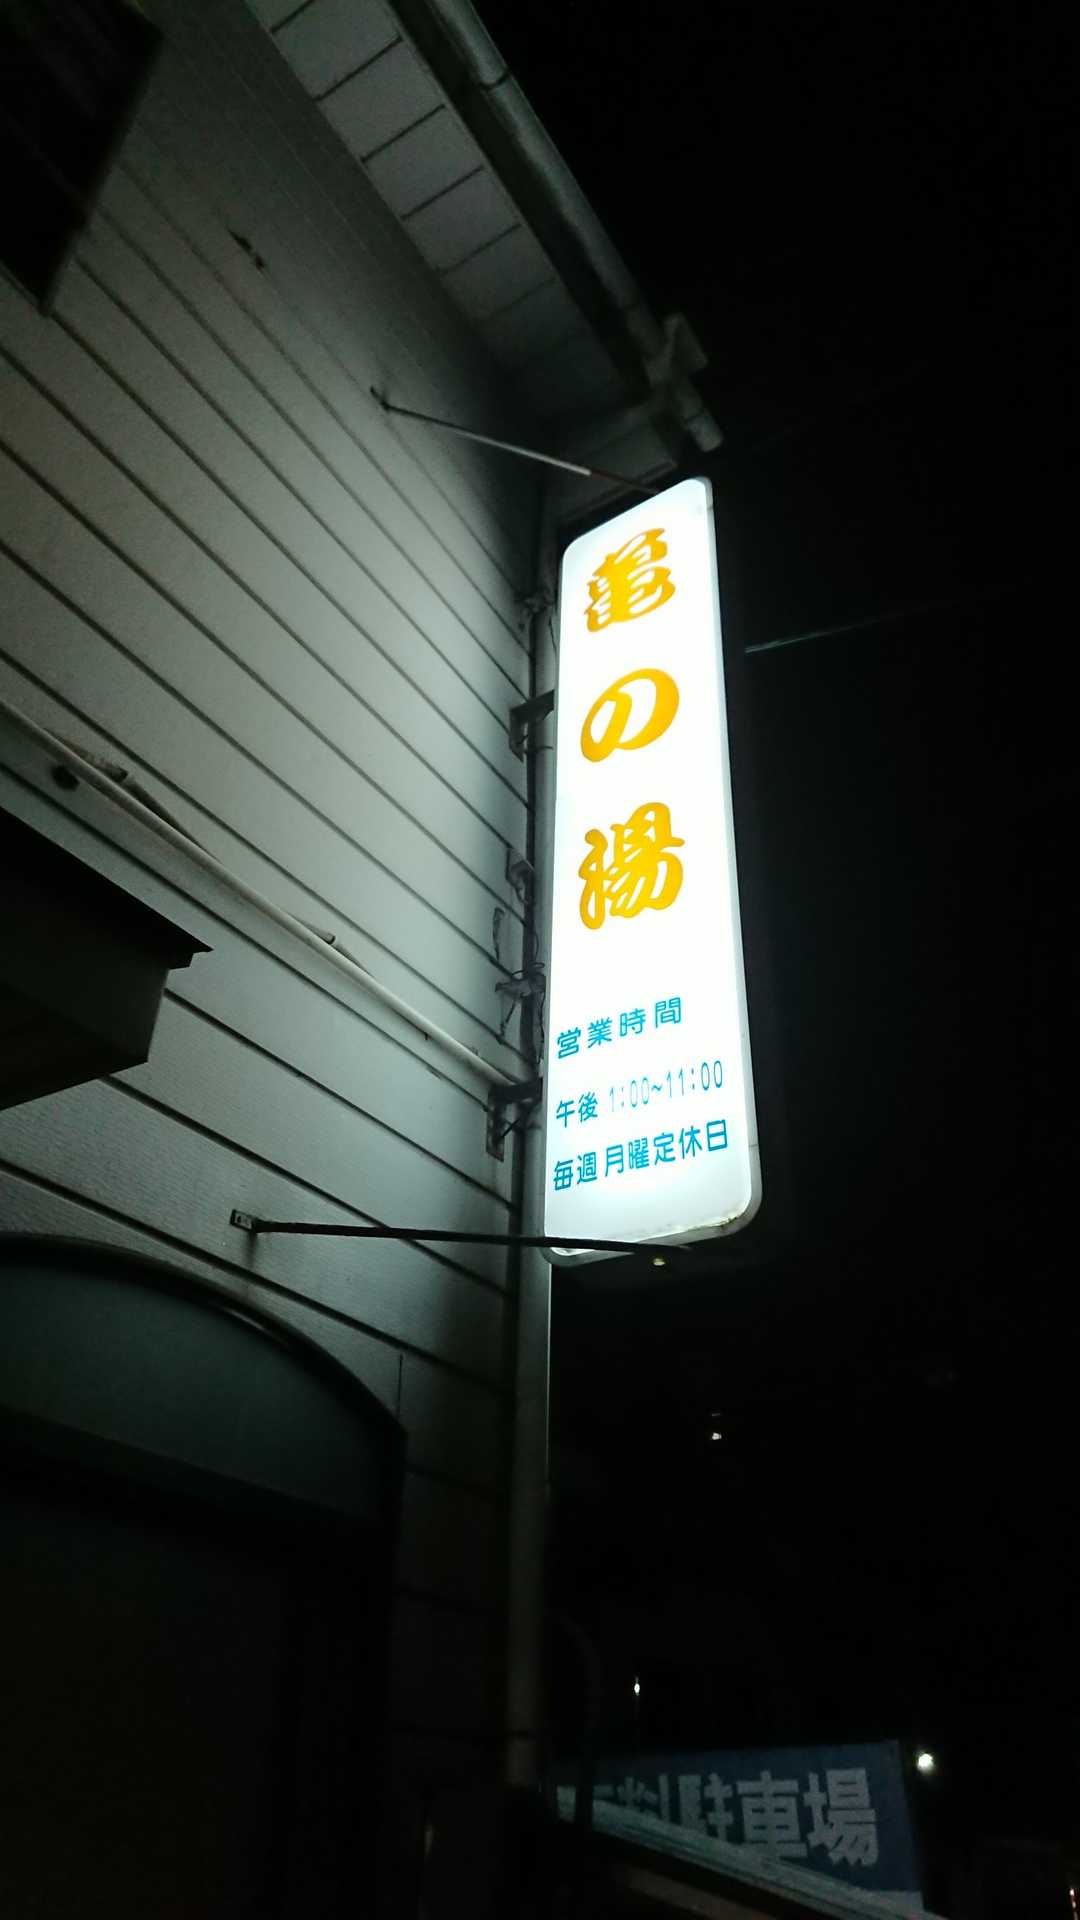 亀の湯
営業時間
午後 1:00~11:00
毎週月曜定休日
駐車場